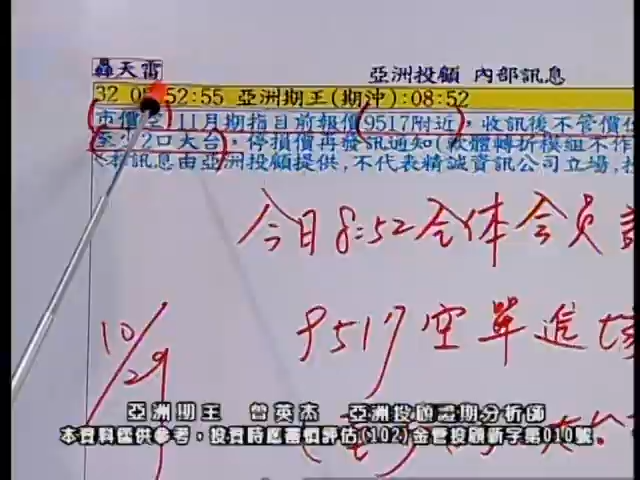 轟天雷
亞洲投顧 內部訊息
52:55 亞洲期王(期沖):08:52
市價空 11月期指目前報價(9517附近), 收訊後不管價
至少2口大台, 停損價再發訊通知(軟體轉折模組不作
<本訊息由亞洲投顧提供,不代表精誠資訊公司立場,
今日8:52全体会员
9517空單進場
10/29
亞洲期王 曾英杰 亞洲投顧證期分析師
本資料僅供參考，投資時應審慎評估(102)金管投顧新字第010號